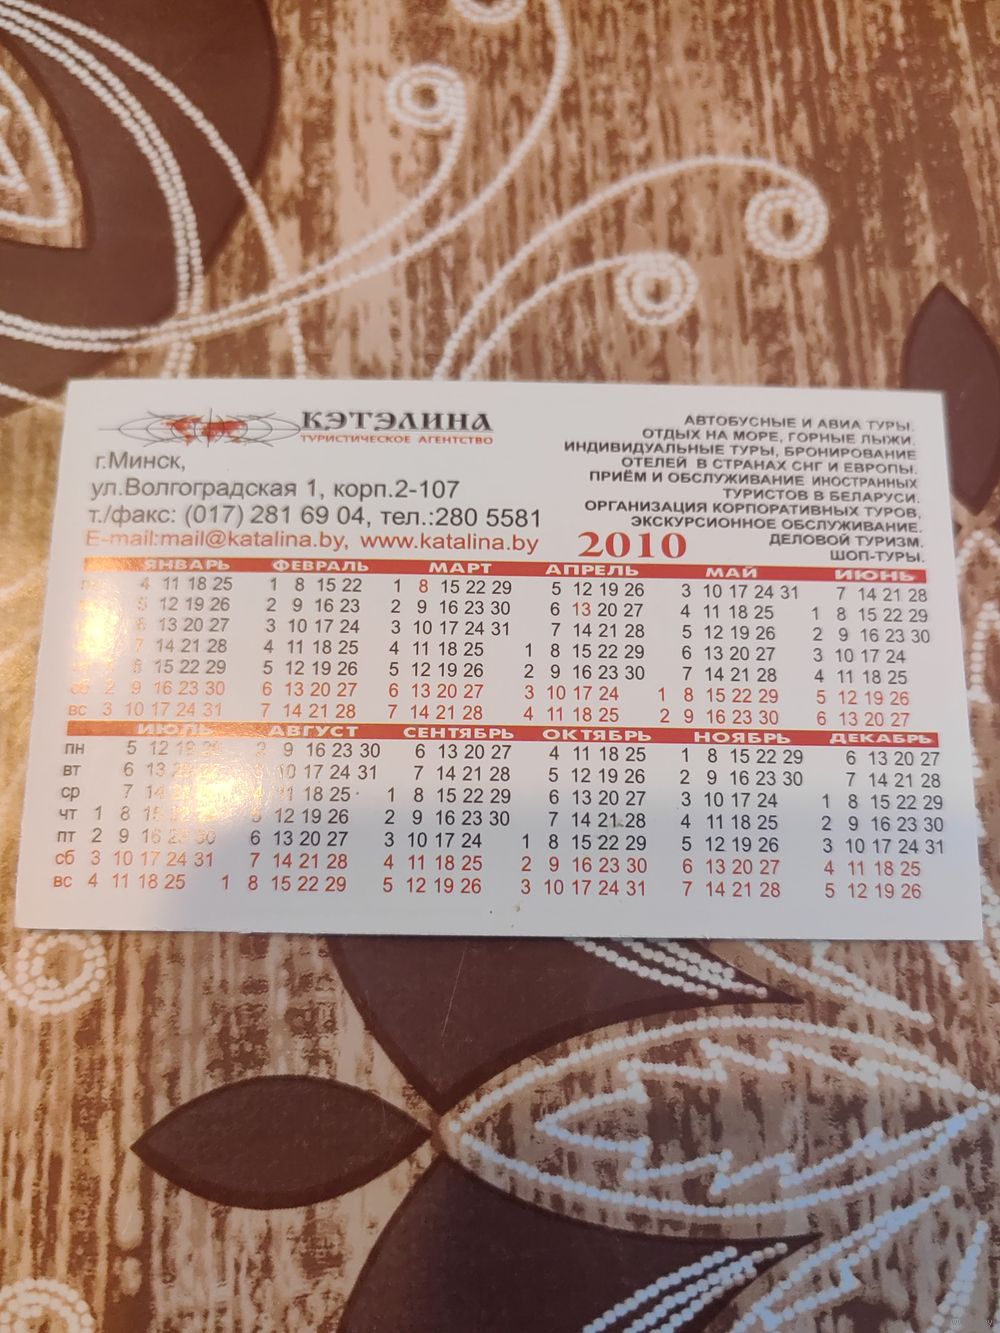 КЭТЭЛИНА
ТУРИСТИЧЕСКОЕ АГЕНТСТВО
г.Минск,
ул.Волгоградская 1, корп.2-107
т./факс: (017) 281 69 04, тел.:280 5581
E-mail:mail@katalina.by, www.katalina.by
АВТОБУСНЫЕ И АВИА ТУРЫ.
ОТДЫХ НА МОРЕ, ГОРНЫЕ ЛЫЖИ.
ИНДИВИДУАЛЬНЫЕ ТУРЫ, БРОНИРОВАНИЕ
ОТЕЛЕЙ В СТРАНАХ СНГ И ЕВРОПЫ.
ПРИЁМ И ОБСЛУЖИВАНИЕ ИНОСТРАННЫХ
ТУРИСТОВ В БЕЛАРУСИ.
ОРГАНИЗАЦИЯ КОРПОРАТИВНЫХ ТУРОВ,
ЭКСКУРСИОННОЕ ОБСЛУЖИВАНИЕ.
ДЕЛОВОЙ ТУРИЗМ.
ШОП-ТУРЫ.
2010
ЯНВАРЬ ФЕВРАЛЬ МАРТ АПРЕЛЬ МАЙ ИЮНЬ
4 11 18 25 1 8 15 22 1 8 15 22 29 5 12 19 26 3 10 17 24 31 7 14 21 28
5 12 19 26 2 9 16 23 2 9 16 23 30 6 13 20 27 4 11 18 25 1 8 15 22 29
6 13 20 27 3 10 17 24 3 10 17 24 31 7 14 21 28 5 12 19 26 2 9 16 23 30
7 14 21 28 4 11 18 25 4 11 18 25 1 8 15 22 29 6 13 20 27 3 10 17 24
8 15 22 29 5 12 19 26 5 12 19 26 2 9 16 23 30 7 14 21 28 4 11 18 25
сб 2 9 16 23 30 6 13 20 27 6 13 20 27 3 10 17 24 1 8 15 22 29 5 12 19 26
вс 3 10 17 24 31 7 14 21 28 7 14 21 28 4 11 18 25 2 9 16 23 30 6 13 20 27
ИЮЛЬ АВГУСТ СЕНТЯБРЬ ОКТЯБРЬ НОЯБРЬ ДЕКАБРЬ
пн 5 12 19 9 16 23 30 6 13 20 27 4 11 18 25 1 8 15 22 29 6 13 20 27
вт 6 13 10 17 24 31 7 14 21 28 5 12 19 26 2 9 16 23 30 7 14 21 28
ср 7 14 11 18 25 1 8 15 22 29 6 13 20 27 3 10 17 24 1 8 15 22 29
чт 1 8 15 12 19 26 2 9 16 23 30 7 14 21 28 4 11 18 25 2 9 16 23 30
пт 2 9 16 23 30 6 13 20 27 3 10 17 24 1 8 15 22 29 5 12 19 26 3 10 17 24 31
сб 3 10 17 24 31 7 14 21 28 4 11 18 25 2 9 16 23 30 6 13 20 27 4 11 18 25
вс 4 11 18 25 1 8 15 22 29 5 12 19 26 3 10 17 24 31 7 14 21 28 5 12 19 26